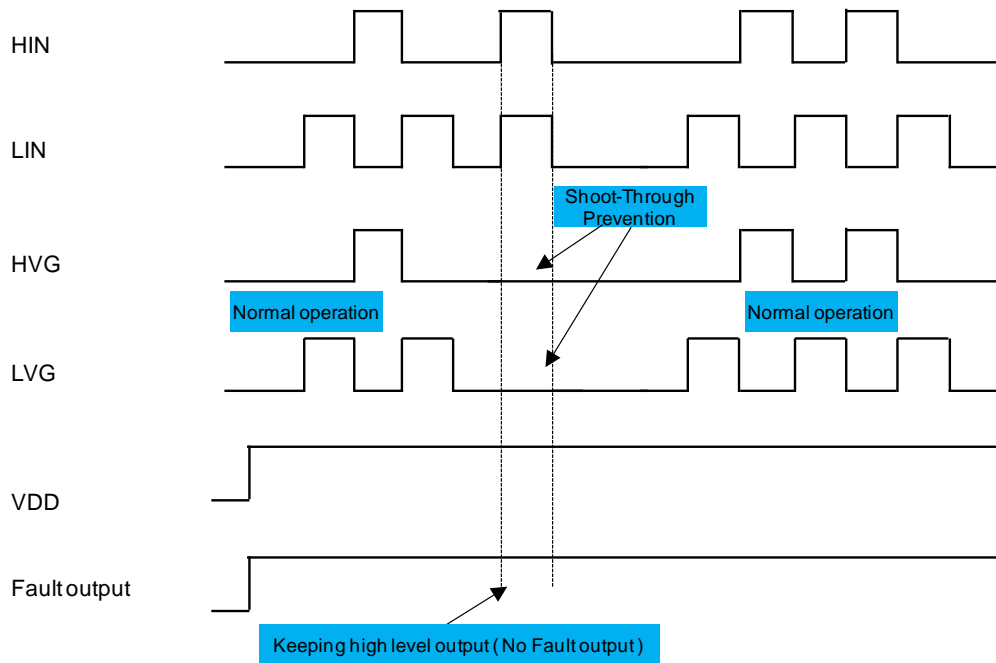 HIN
LIN
Shoot-Through
Prevention
HVG
Normal operation
Normal operation
LVG
VDD
Fault output
Keeping high level output ( No Fault output )